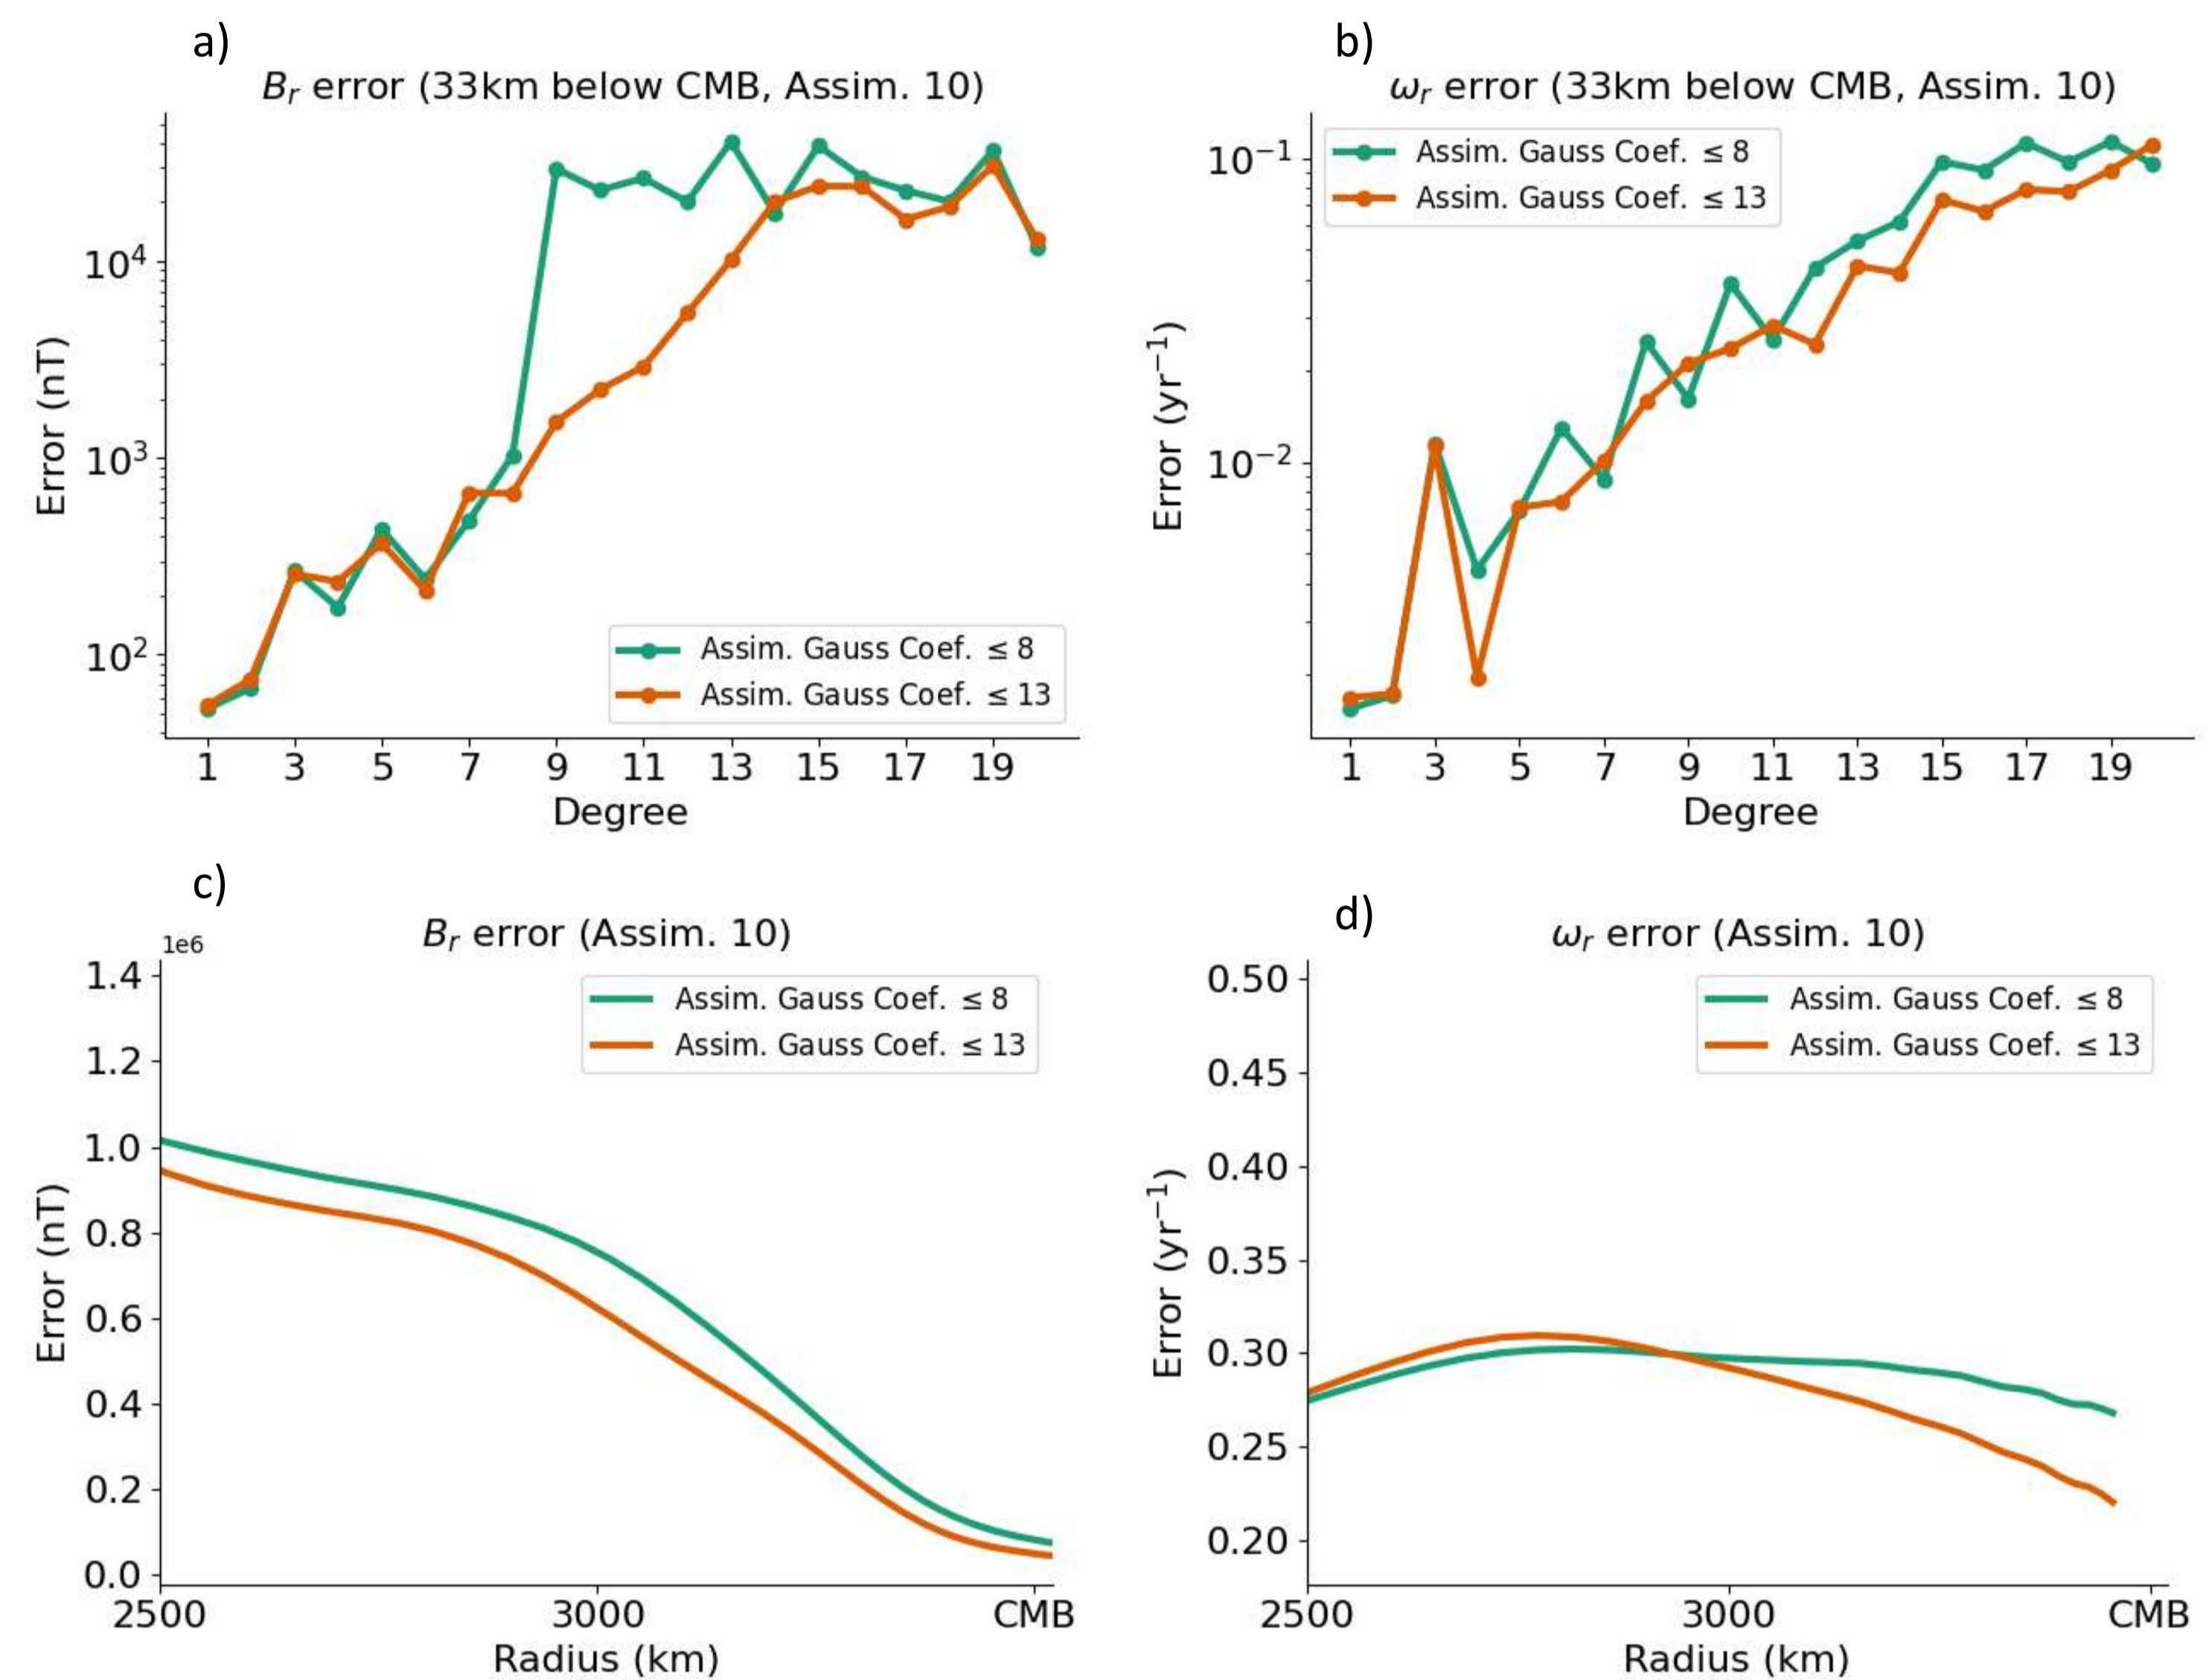 a)
B_r error (33km below CMB, Assim. 10)
Error (nT)
10^4
10^3
10^2
Assim. Gauss Coef. ≤ 8
Assim. Gauss Coef. ≤ 13
1 3 5 7 9 11 13 15 17 19
Degree
b)
ω_r error (33km below CMB, Assim. 10)
Error (yr^−1)
10^−1
10^−2
Assim. Gauss Coef. ≤ 8
Assim. Gauss Coef. ≤ 13
1 3 5 7 9 11 13 15 17 19
Degree
c)
B_r error (Assim. 10)
1e6
Error (nT)
1.4
1.2
1.0
0.8
0.6
0.4
0.2
0.0
Assim. Gauss Coef. ≤ 8
Assim. Gauss Coef. ≤ 13
2500 3000 CMB
Radius (km)
d)
ω_r error (Assim. 10)
Error (yr^−1)
0.50
0.45
0.40
0.35
0.30
0.25
0.20
Assim. Gauss Coef. ≤ 8
Assim. Gauss Coef. ≤ 13
2500 3000 CMB
Radius (km)